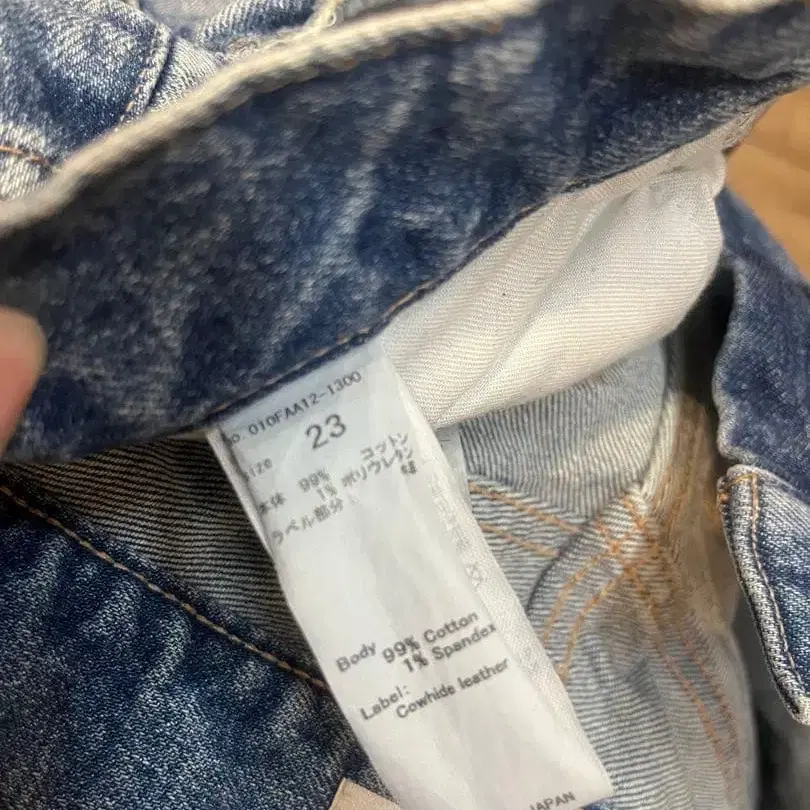 o. 010FAA12-1300
size 23
本体 99% コットン
1% ポリウレタン
ラベル部分
Body 99% Cotton
1% Spandex
Label:
Cowhide leather
JAPAN